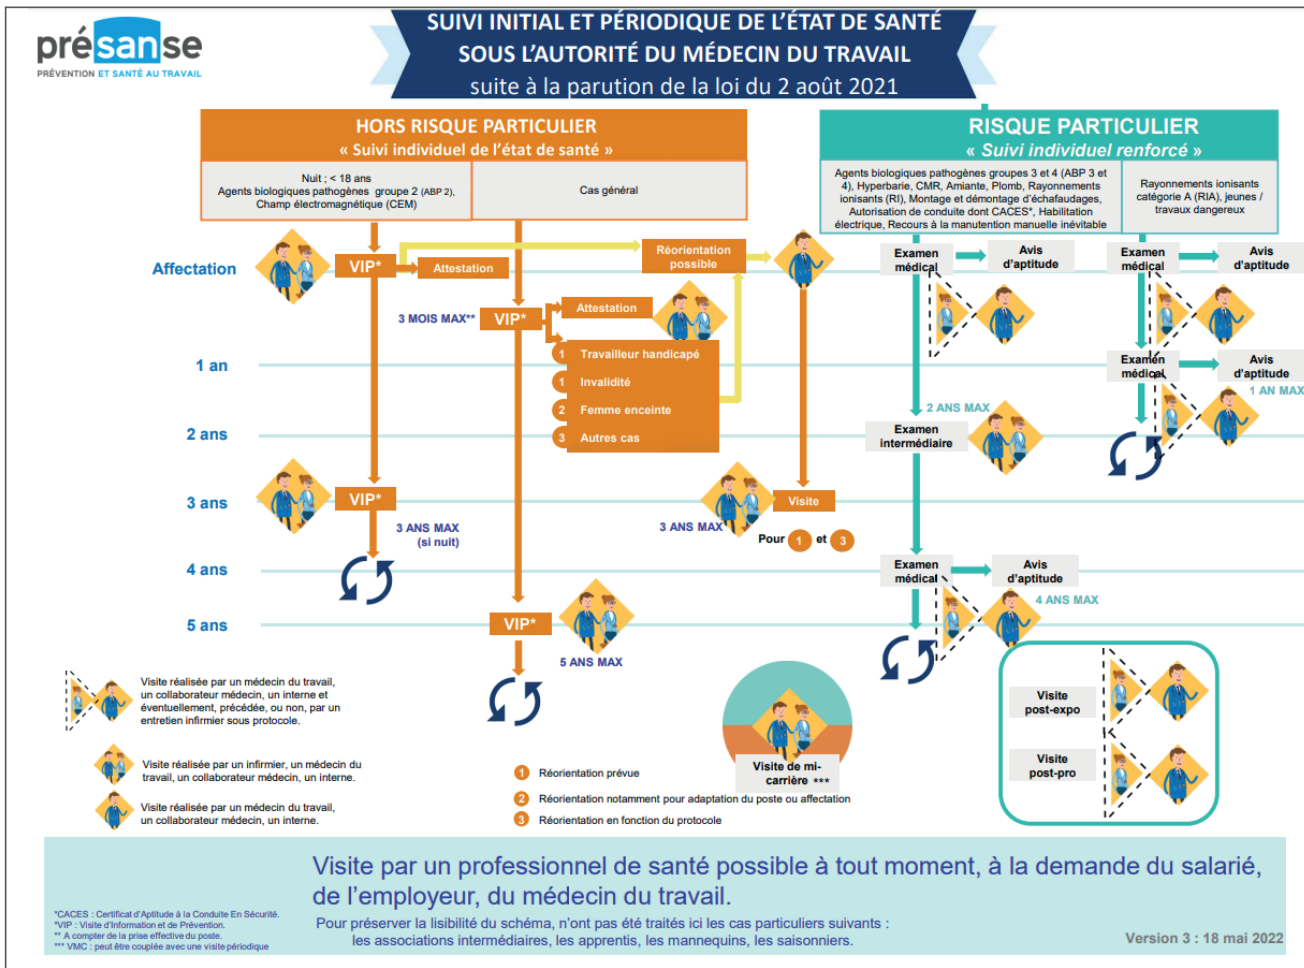 présanse
PRÉVENTION ET SANTÉ AU TRAVAIL
SUIVI INITIAL ET PÉRIODIQUE DE L'ÉTAT DE SANTÉ
SOUS L'AUTORITÉ DU MÉDECIN DU TRAVAIL
suite à la parution de la loi du 2 août 2021
HORS RISQUE PARTICULIER
« Suivi individuel de l'état de santé »
Nuit ; < 18 ans
Agents biologiques pathogènes groupe 2 (ABP 2),
Champ électromagnétique (CEM)
Cas général
RISQUE PARTICULIER
« Suivi individuel renforcé »
Agents biologiques pathogènes groupes 3 et 4 (ABP 3 et
4), Hyperbarie, CMR, Amiante, Plomb, Rayonnements
ionisants (RI), Montage et démontage d'échafaudages,
Autorisation de conduite dont CACES*, Habilitation
électrique, Recours à la manutention manuelle inévitable
Rayonnements ionisants
catégorie A (RIA), jeunes /
travaux dangereux
Affectation
VIP*
Attestation
Réorientation
possible
Examen
médical
Avis
d'aptitude
Examen
médical
Avis
d'aptitude
3 MOIS MAX**
VIP*
Attestation
1 Travailleur handicapé
1 Invalidité
2 Femme enceinte
3 Autres cas
1 an
Examen
médical
Avis
d'aptitude
1 AN MAX
2 ans
2 ANS MAX
Examen
intermédiaire
3 ans
VIP*
3 ANS MAX
(si nuit)
3 ANS MAX
Visite
Pour 1 et 3
4 ans
Examen
médical
Avis
d'aptitude
4 ANS MAX
5 ans
VIP*
5 ANS MAX
Visite réalisée par un médecin du travail,
un collaborateur médecin, un interne et
éventuellement, précédée, ou non, par un
entretien infirmier sous protocole.
Visite réalisée par un infirmier, un médecin du
travail, un collaborateur médecin, un interne.
Visite réalisée par un médecin du travail,
un collaborateur médecin, un interne.
1 Réorientation prévue
2 Réorientation notamment pour adaptation du poste ou affectation
3 Réorientation en fonction du protocole
Visite de mi-
carrière ***
Visite
post-expo
Visite
post-pro
Visite par un professionnel de santé possible à tout moment, à la demande du salarié,
de l'employeur, du médecin du travail.
Pour préserver la lisibilité du schéma, n'ont pas été traités ici les cas particuliers suivants :
les associations intermédiaires, les apprentis, les mannequins, les saisonniers.
*CACES : Certificat d'Aptitude à la Conduite En Sécurité.
*VIP : Visite d'Information et de Prévention.
** A compter de la prise effective du poste.
*** VMC : peut être couplée avec une visite périodique
Version 3 : 18 mai 2022